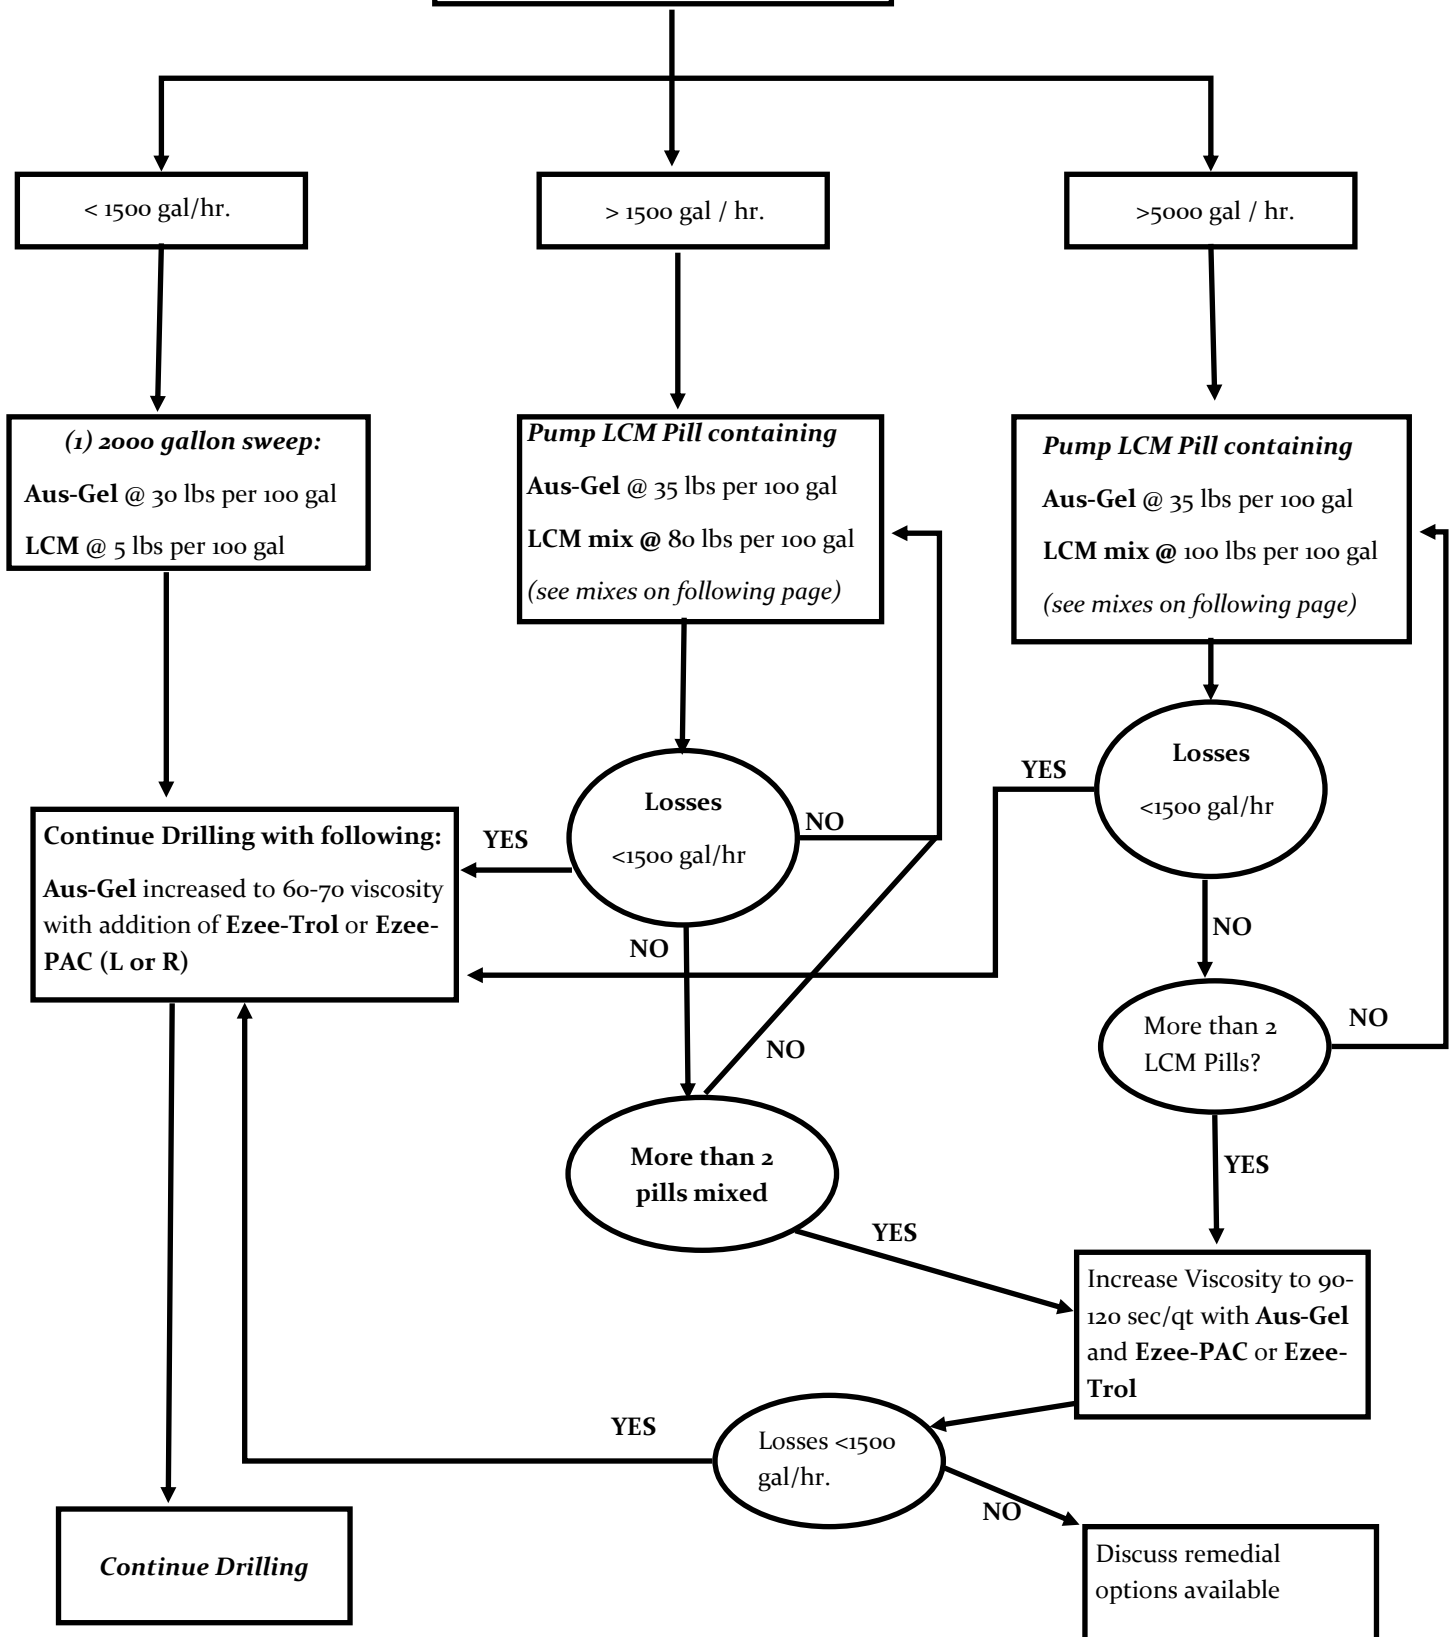 < 1500 gal/hr.
> 1500 gal / hr.
>5000 gal / hr.
(1) 2000 gallon sweep:
Aus-Gel @ 30 lbs per 100 gal
LCM @ 5 lbs per 100 gal
Pump LCM Pill containing
Aus-Gel @ 35 lbs per 100 gal
LCM mix @ 80 lbs per 100 gal
(see mixes on following page)
Pump LCM Pill containing
Aus-Gel @ 35 lbs per 100 gal
LCM mix @ 100 lbs per 100 gal
(see mixes on following page)
Losses
<1500 gal/hr
YES
Losses
<1500 gal/hr
NO
YES
Continue Drilling with following:
Aus-Gel increased to 60-70 viscosity
with addition of Ezee-Trol or Ezee-
PAC (L or R)
NO
NO
More than 2
LCM Pills?
NO
NO
More than 2
pills mixed
YES
YES
Increase Viscosity to 90-
120 sec/qt with Aus-Gel
and Ezee-PAC or Ezee-
Trol
YES
Losses <1500
gal/hr.
NO
Continue Drilling
Discuss remedial
options available